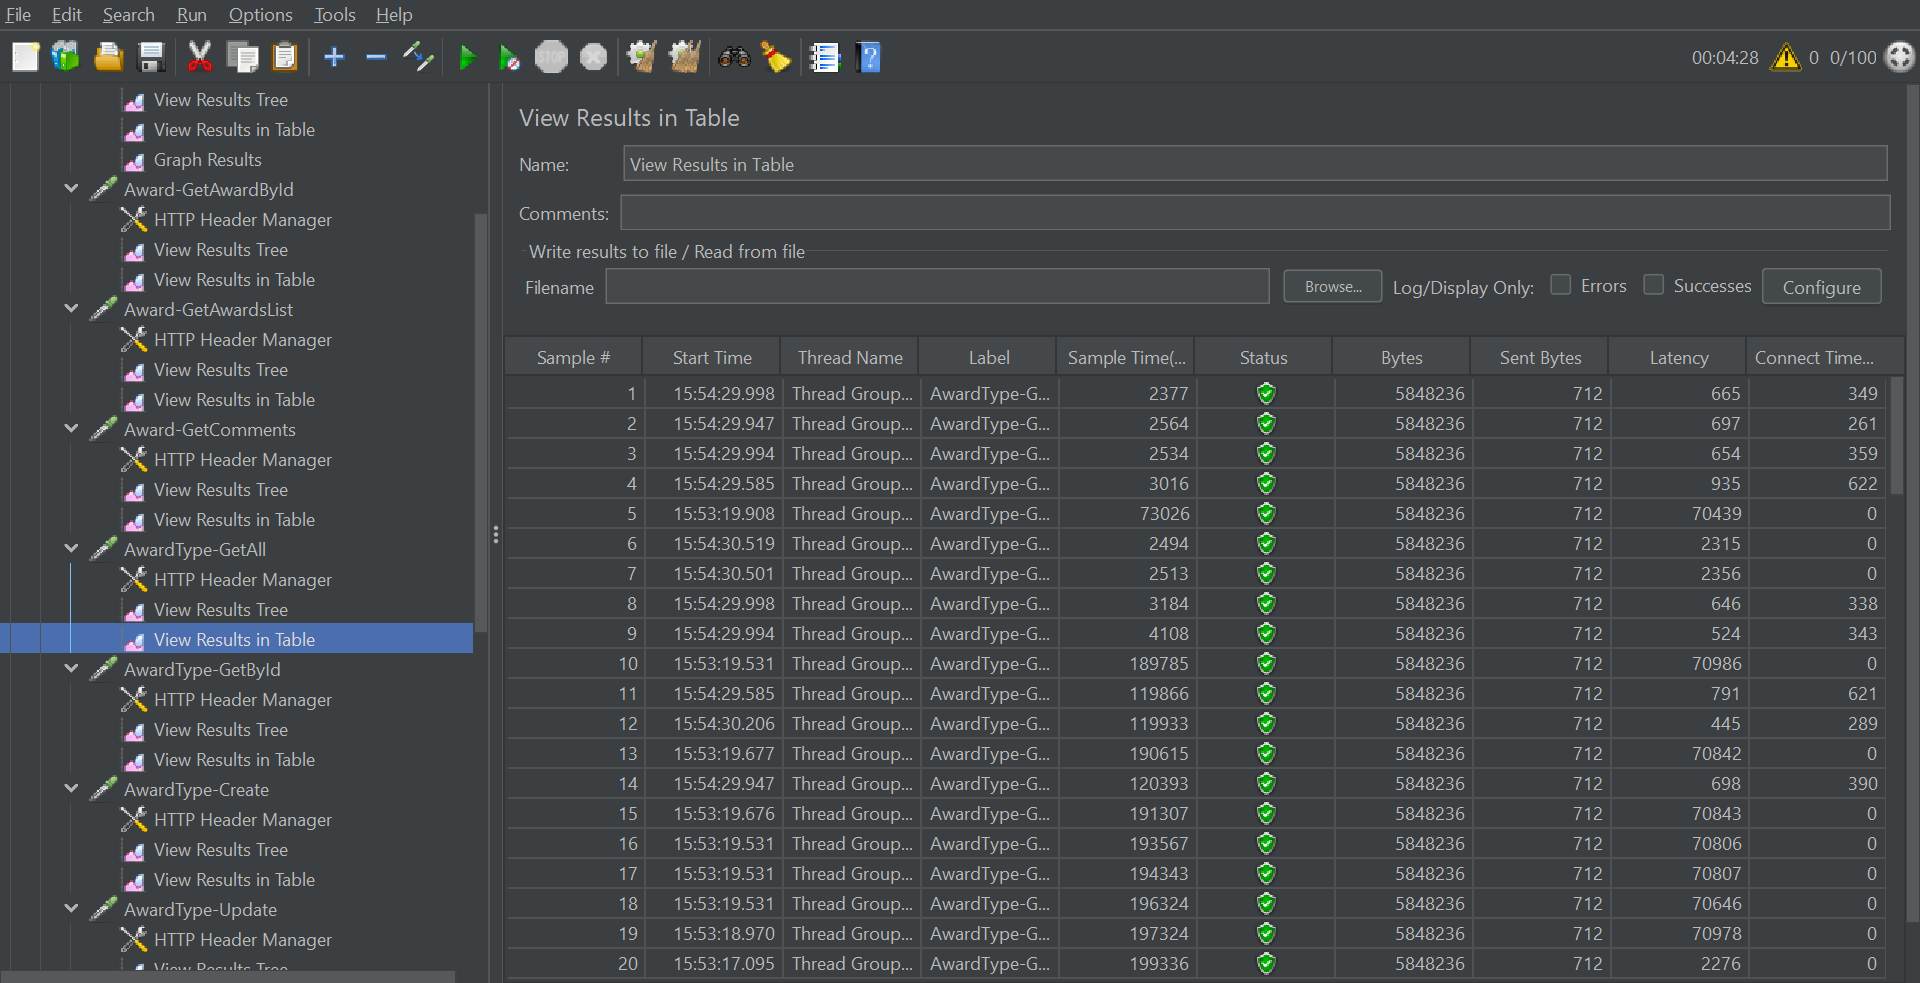 File Edit Search Run Options Tools Help
STOP
00:04:28 0 0/100
View Results Tree
View Results in Table
Graph Results
Award-GetAwardById
HTTP Header Manager
View Results Tree
View Results in Table
Award-GetAwardsList
HTTP Header Manager
View Results Tree
View Results in Table
Award-GetComments
HTTP Header Manager
View Results Tree
View Results in Table
AwardType-GetAll
HTTP Header Manager
View Results Tree
View Results in Table
AwardType-GetById
HTTP Header Manager
View Results Tree
View Results in Table
AwardType-Create
HTTP Header Manager
View Results Tree
View Results in Table
AwardType-Update
HTTP Header Manager
View Results Tree
View Results in Table
Name: View Results in Table
Comments:
Write results to file / Read from file
Filename Browse... Log/Display Only: Errors Successes Configure
Sample # Start Time Thread Name Label Sample Time(... Status Bytes Sent Bytes Latency Connect Time...
1 15:54:29.998 Thread Group... AwardType-G... 2377 5848236 712 665 349
2 15:54:29.947 Thread Group... AwardType-G... 2564 5848236 712 697 261
3 15:54:29.994 Thread Group... AwardType-G... 2534 5848236 712 654 359
4 15:54:29.585 Thread Group... AwardType-G... 3016 5848236 712 935 622
5 15:53:19.908 Thread Group... AwardType-G... 73026 5848236 712 70439 0
6 15:54:30.519 Thread Group... AwardType-G... 2494 5848236 712 2315 0
7 15:54:30.501 Thread Group... AwardType-G... 2513 5848236 712 2356 0
8 15:54:29.998 Thread Group... AwardType-G... 3184 5848236 712 646 338
9 15:54:29.994 Thread Group... AwardType-G... 4108 5848236 712 524 343
10 15:53:19.531 Thread Group... AwardType-G... 189785 5848236 712 70986 0
11 15:54:29.585 Thread Group... AwardType-G... 119866 5848236 712 791 621
12 15:54:30.206 Thread Group... AwardType-G... 119933 5848236 712 445 289
13 15:53:19.677 Thread Group... AwardType-G... 190615 5848236 712 70842 0
14 15:54:29.947 Thread Group... AwardType-G... 120393 5848236 712 698 390
15 15:53:19.676 Thread Group... AwardType-G... 191307 5848236 712 70843 0
16 15:53:19.531 Thread Group... AwardType-G... 193567 5848236 712 70806 0
17 15:53:19.531 Thread Group... AwardType-G... 194343 5848236 712 70807 0
18 15:53:19.531 Thread Group... AwardType-G... 196324 5848236 712 70646 0
19 15:53:18.970 Thread Group... AwardType-G... 197324 5848236 712 70978 0
20 15:53:17.095 Thread Group... AwardType-G... 199336 5848236 712 2276 0